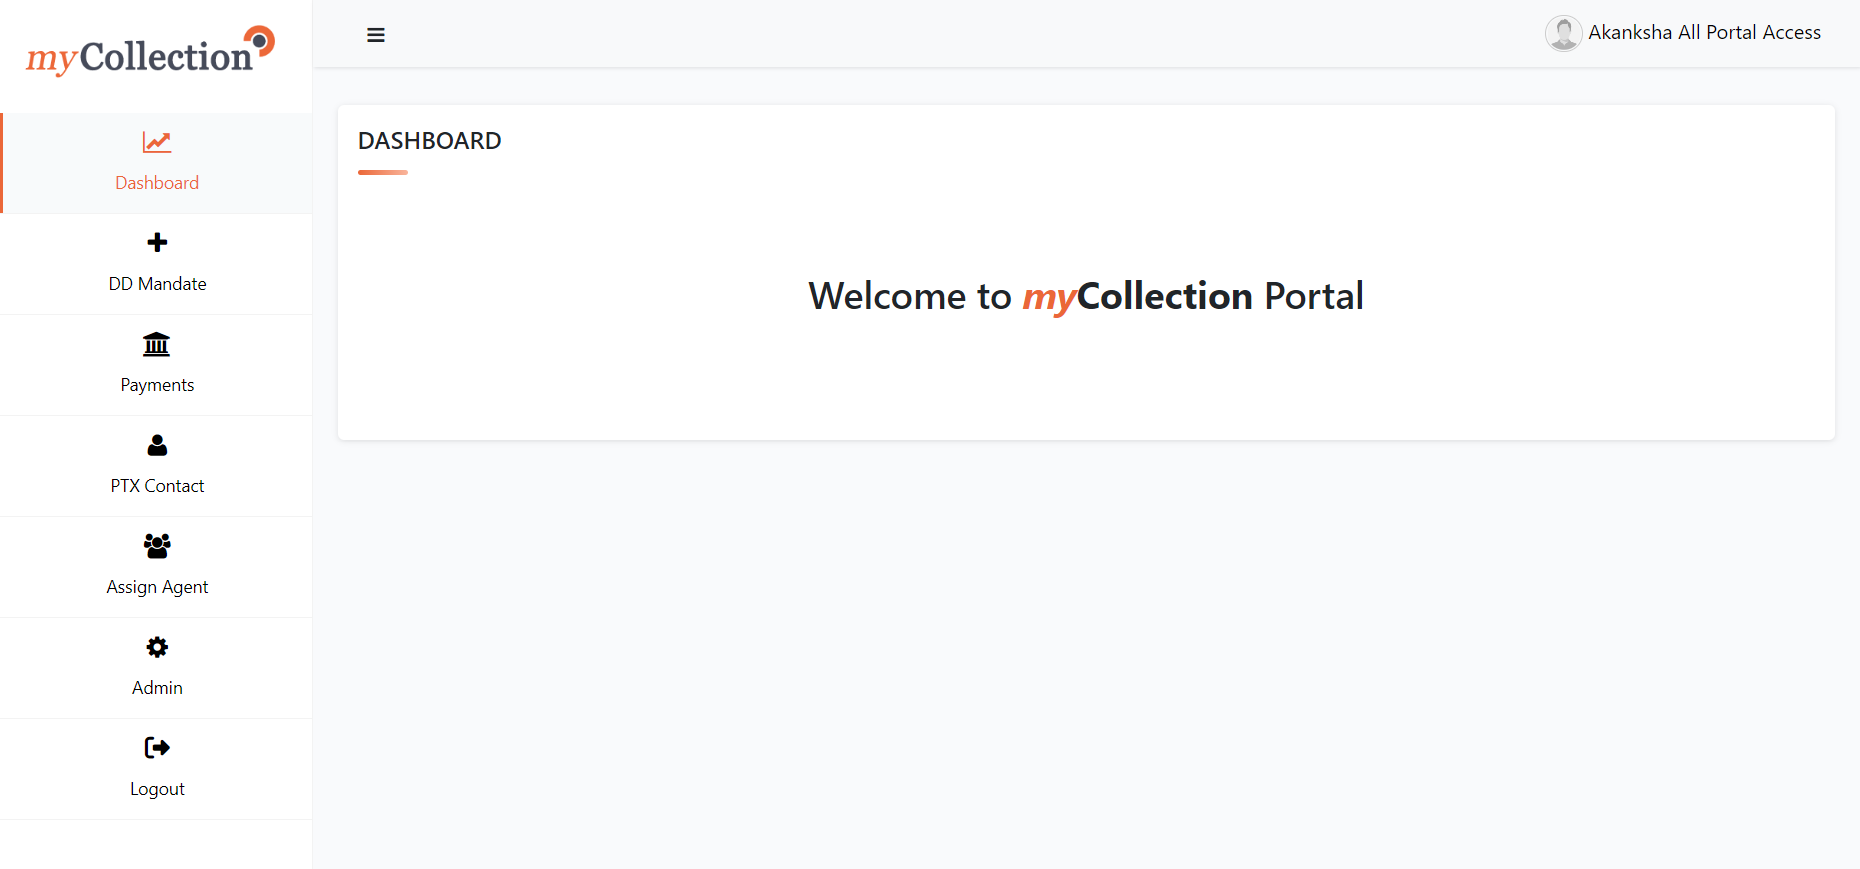 myCollection
Akanksha All Portal Access
Dashboard
DD Mandate
Payments
PTX Contact
Assign Agent
Admin
Logout
DASHBOARD
Welcome to myCollection Portal